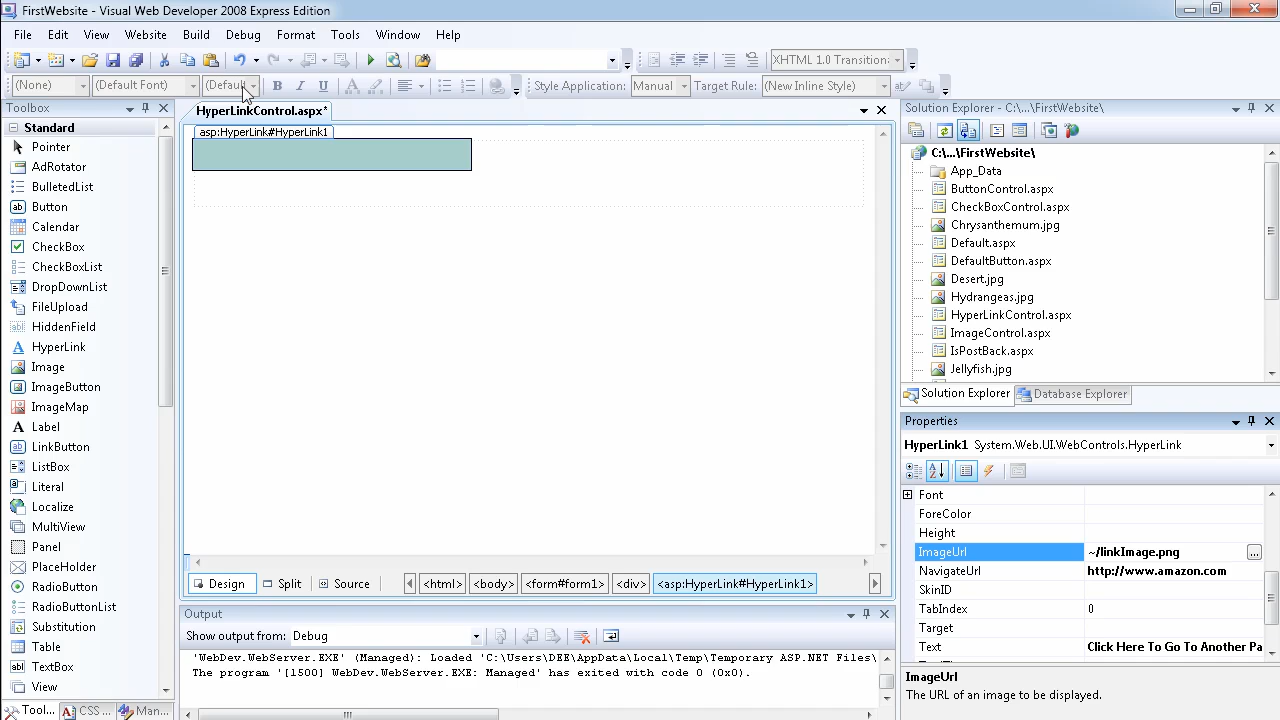 FirstWebsite - Visual Web Developer 2008 Express Edition
File Edit View Website Build Debug Format Tools Window Help
XHTML 1.0 Transition:
(None) (Default Font) (Defaul B I U A Style Application: Manual Target Rule: (New Inline Style)
Toolbox
Standard
Pointer
AdRotator
BulletedList
Button
Calendar
CheckBox
CheckBoxList
DropDownList
FileUpload
HiddenField
HyperLink
Image
ImageButton
ImageMap
Label
LinkButton
ListBox
Literal
Localize
MultiView
Panel
PlaceHolder
RadioButton
RadioButtonList
Substitution
Table
TextBox
View
Tool... CSS ... Man...
HyperLinkControl.aspx*
asp:HyperLink#HyperLink1
Design Split Source <html> <body> <form#form1> <div> <asp:HyperLink#HyperLink1>
Output
Show output from: Debug
'WebDev.WebServer.EXE' (Managed): Loaded 'C:\Users\DEE\AppData\Local\Temp\Temporary ASP.NET Files\
The program '[1500] WebDev.WebServer.EXE: Managed' has exited with code 0 (0x0).
Solution Explorer - C:\...\FirstWebsite\
C:\...\FirstWebsite\
App_Data
ButtonControl.aspx
CheckBoxControl.aspx
Chrysanthemum.jpg
Default.aspx
DefaultButton.aspx
Desert.jpg
Hydrangeas.jpg
HyperLinkControl.aspx
ImageControl.aspx
IsPostBack.aspx
Jellyfish.jpg
Solution Explorer Database Explorer
Properties
HyperLink1 System.Web.UI.WebControls.HyperLink
Font
ForeColor
Height
ImageUrl ~/linkImage.png ...
NavigateUrl http://www.amazon.com
SkinID
TabIndex 0
Target
Text Click Here To Go To Another Pa
ImageUrl
The URL of an image to be displayed.